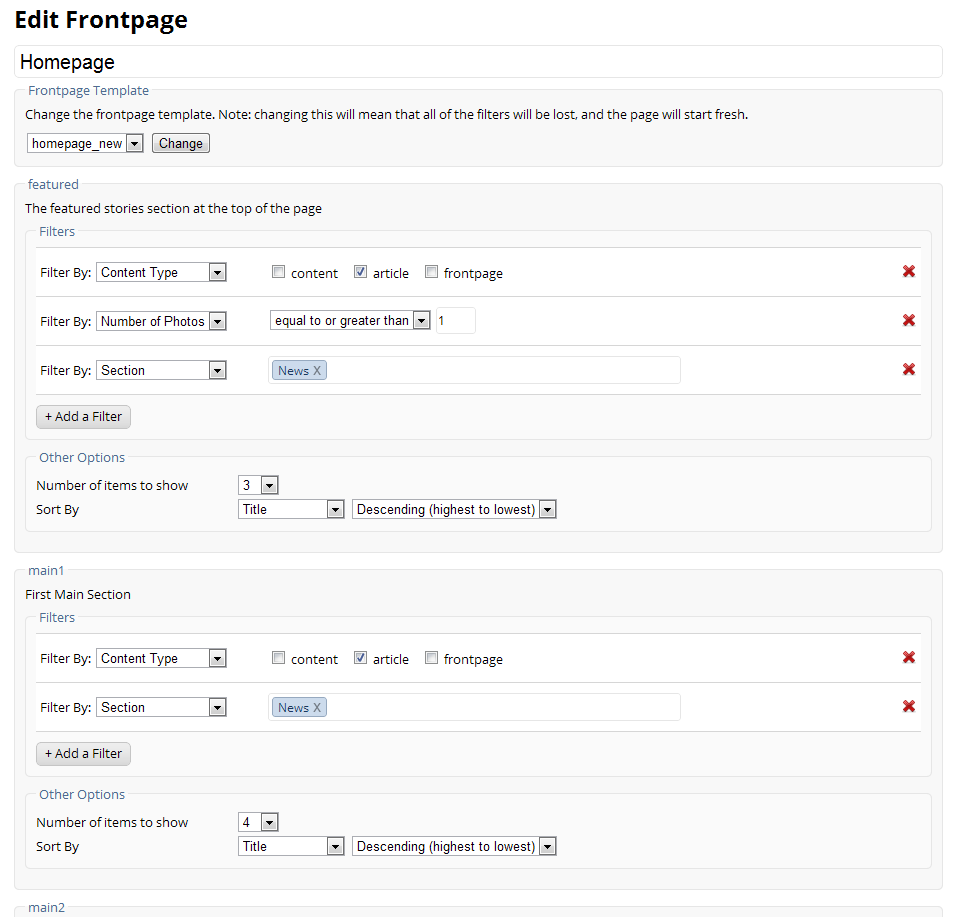 Edit Frontpage
Homepage
Frontpage Template
Change the frontpage template. Note: changing this will mean that all of the filters will be lost, and the page will start fresh.
homepage_new Change
featured
The featured stories section at the top of the page
Filters
Filter By: Content Type content article frontpage
Filter By: Number of Photos equal to or greater than 1
Filter By: Section News X
+ Add a Filter
Other Options
Number of items to show 3
Sort By Title Descending (highest to lowest)
main1
First Main Section
Filters
Filter By: Content Type content article frontpage
Filter By: Section News X
+ Add a Filter
Other Options
Number of items to show 4
Sort By Title Descending (highest to lowest)
main2